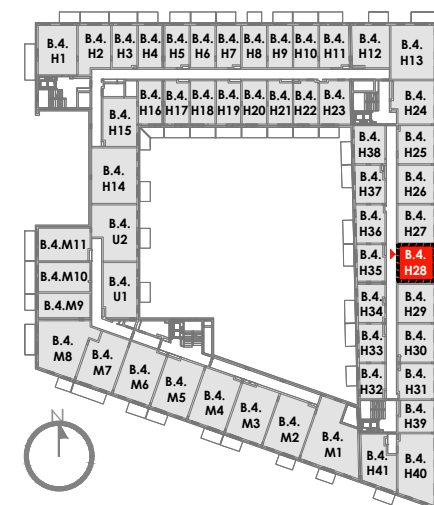 B.4.
H1
B.4.
H2
B.4.
H3
B.4.
H4
B.4.
H5
B.4.
H6
B.4.
H7
B.4.
H8
B.4.
H9
B.4.
H10
B.4.
H11
B.4.
H12
B.4.
H13
B.4.
H15
B.4.
H16
B.4.
H17
B.4.
H18
B.4.
H19
B.4.
H20
B.4.
H21
B.4.
H22
B.4.
H23
B.4.
H24
B.4.
H38
B.4.
H25
B.4.
H14
B.4.
H37
B.4.
H26
B.4.
U2
B.4.
H36
B.4.
H27
B.4.M11
B.4.
H35
B.4.
H28
B.4.M10
B.4.
U1
B.4.
H34
B.4.
H29
B.4.M9
B.4.
M8
B.4.
M7
B.4.
M6
B.4.
M5
B.4.
M4
B.4.
M3
B.4.
M2
B.4.
M1
B.4.
H33
B.4.
H30
B.4.
H32
B.4.
H31
B.4.
H39
B.4.
H41
B.4.
H40
N